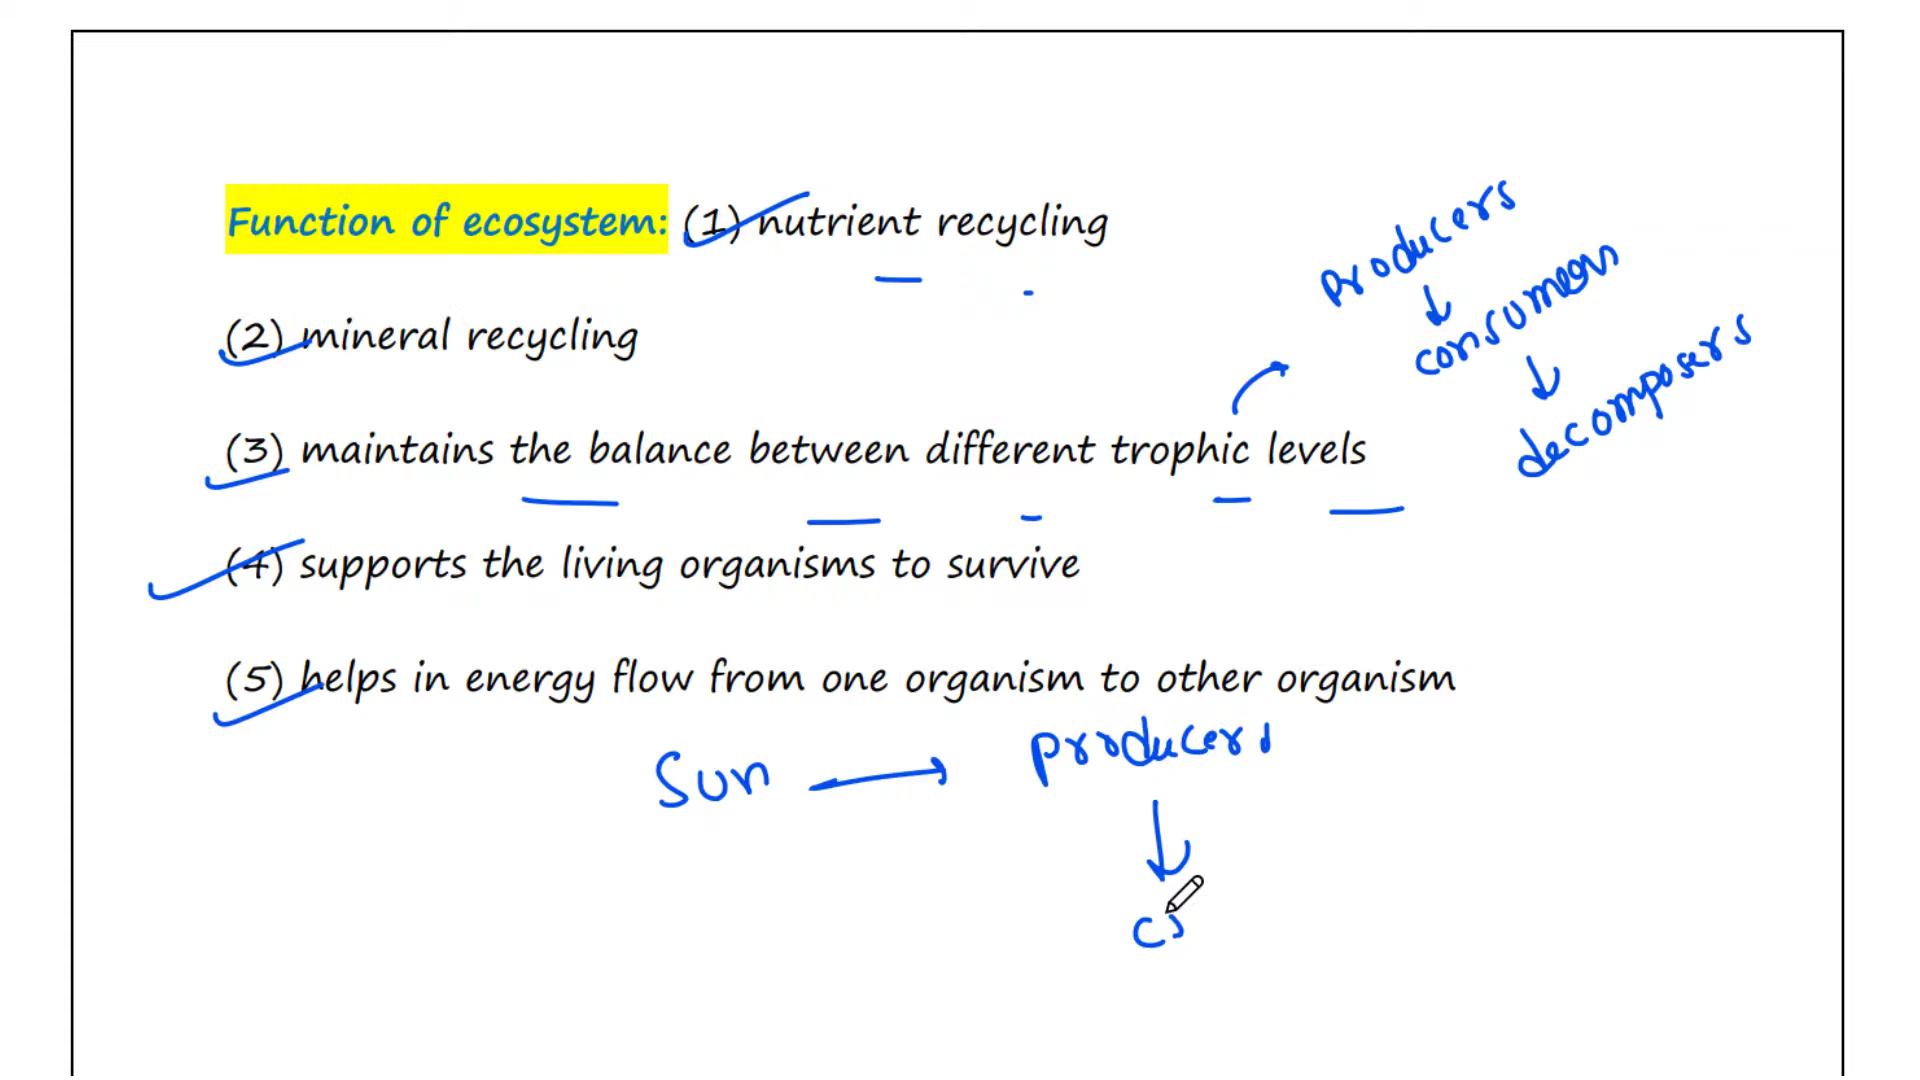 Function of ecosystem: (1) nutrient recycling
(2) mineral recycling
(3) maintains the balance between different trophic levels
(4) supports the living organisms to survive
(5) helps in energy flow from one organism to other organism
Producers
↓
consumers
↓
decomposers
Sun → producers
↓